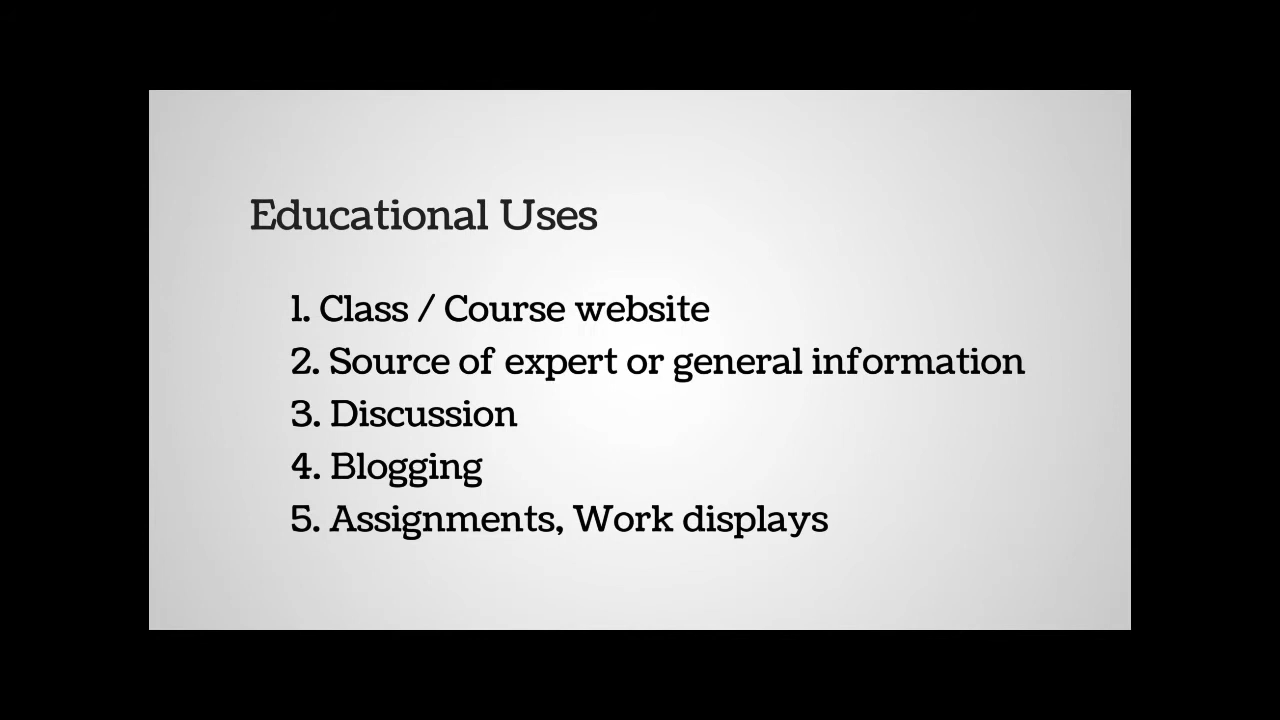 Educational Uses
1. Class / Course website
2. Source of expert or general information
3. Discussion
4. Blogging
5. Assignments, Work displays